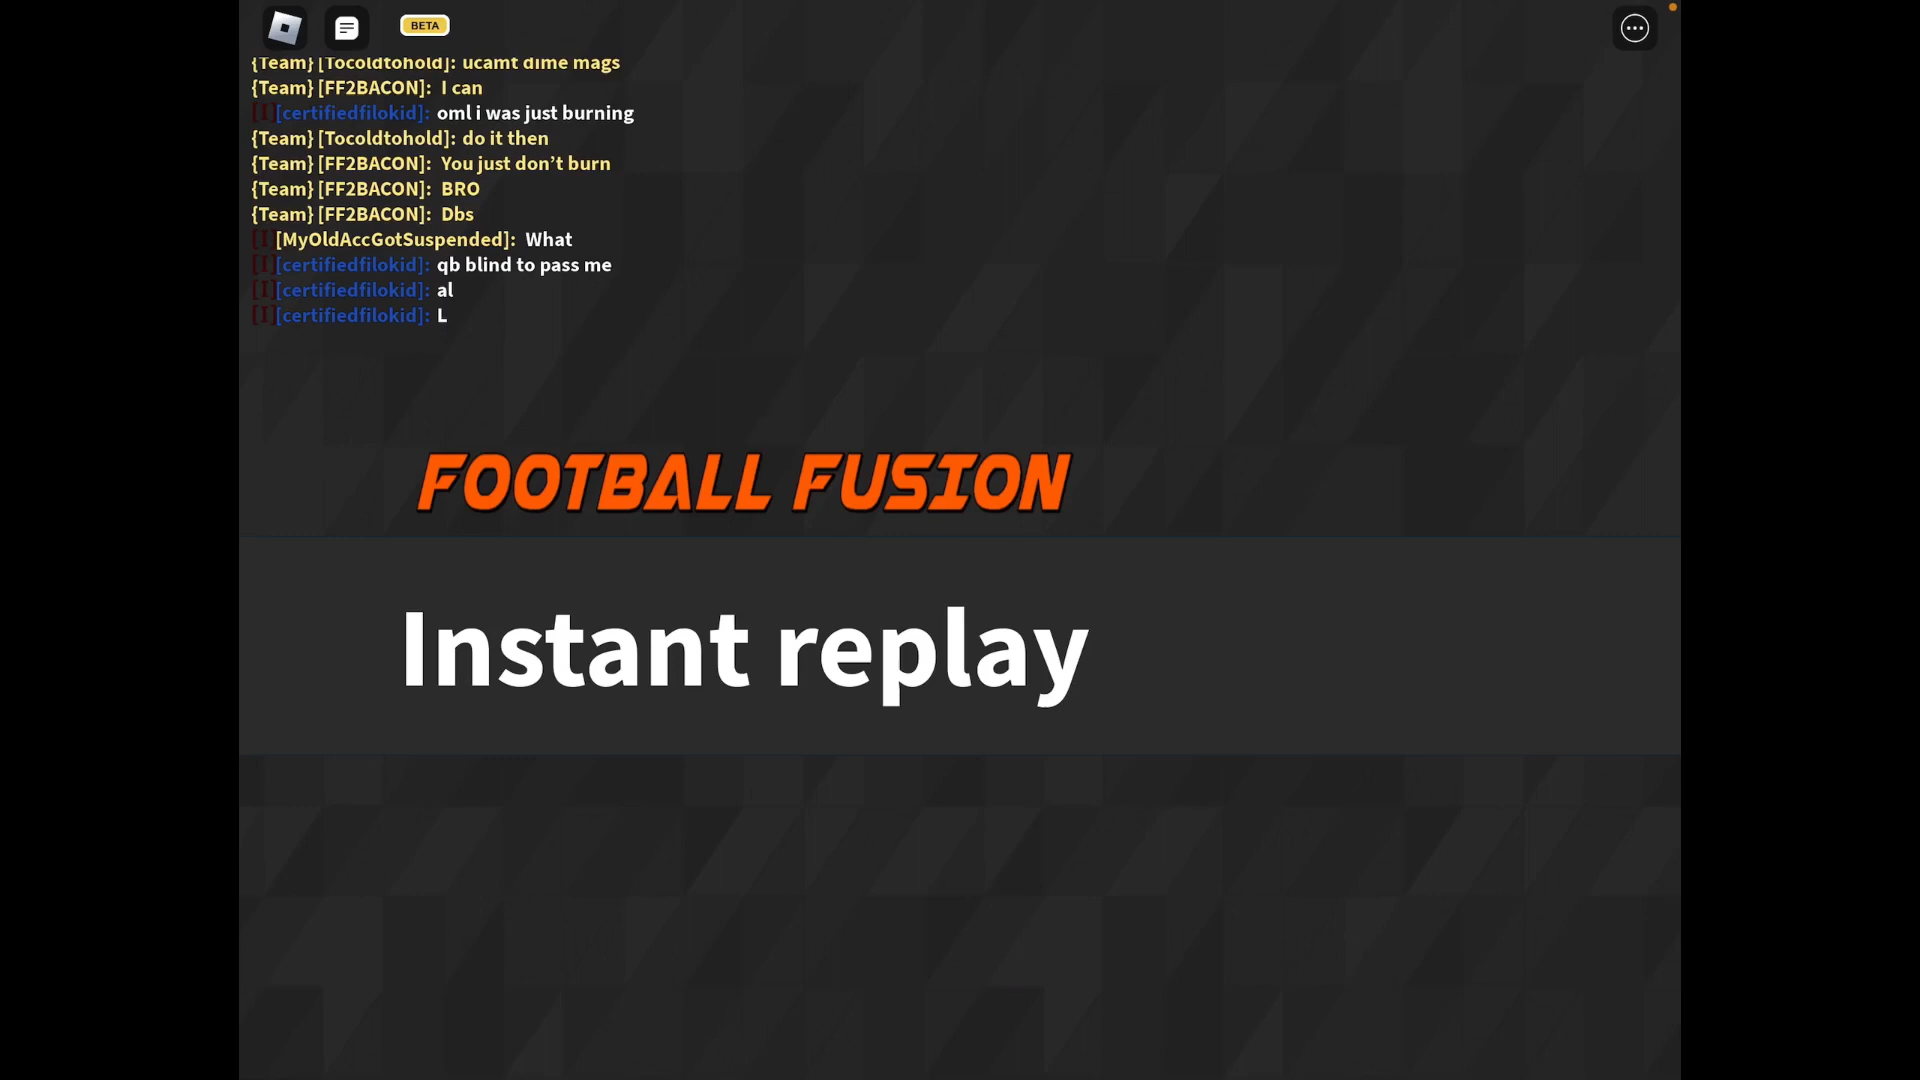 BETA
{Team} [Tocoldtohold]: ucamt dime mags
{Team} [FF2BACON]: I can
[I][certifiedfilokid]: oml i was just burning
{Team} [Tocoldtohold]: do it then
{Team} [FF2BACON]: You just don’t burn
{Team} [FF2BACON]: BRO
{Team} [FF2BACON]: Dbs
[I][MyOldAccGotSuspended]: What
[I][certifiedfilokid]: qb blind to pass me
[I][certifiedfilokid]: al
[I][certifiedfilokid]: L
FOOTBALL FUSION
Instant replay